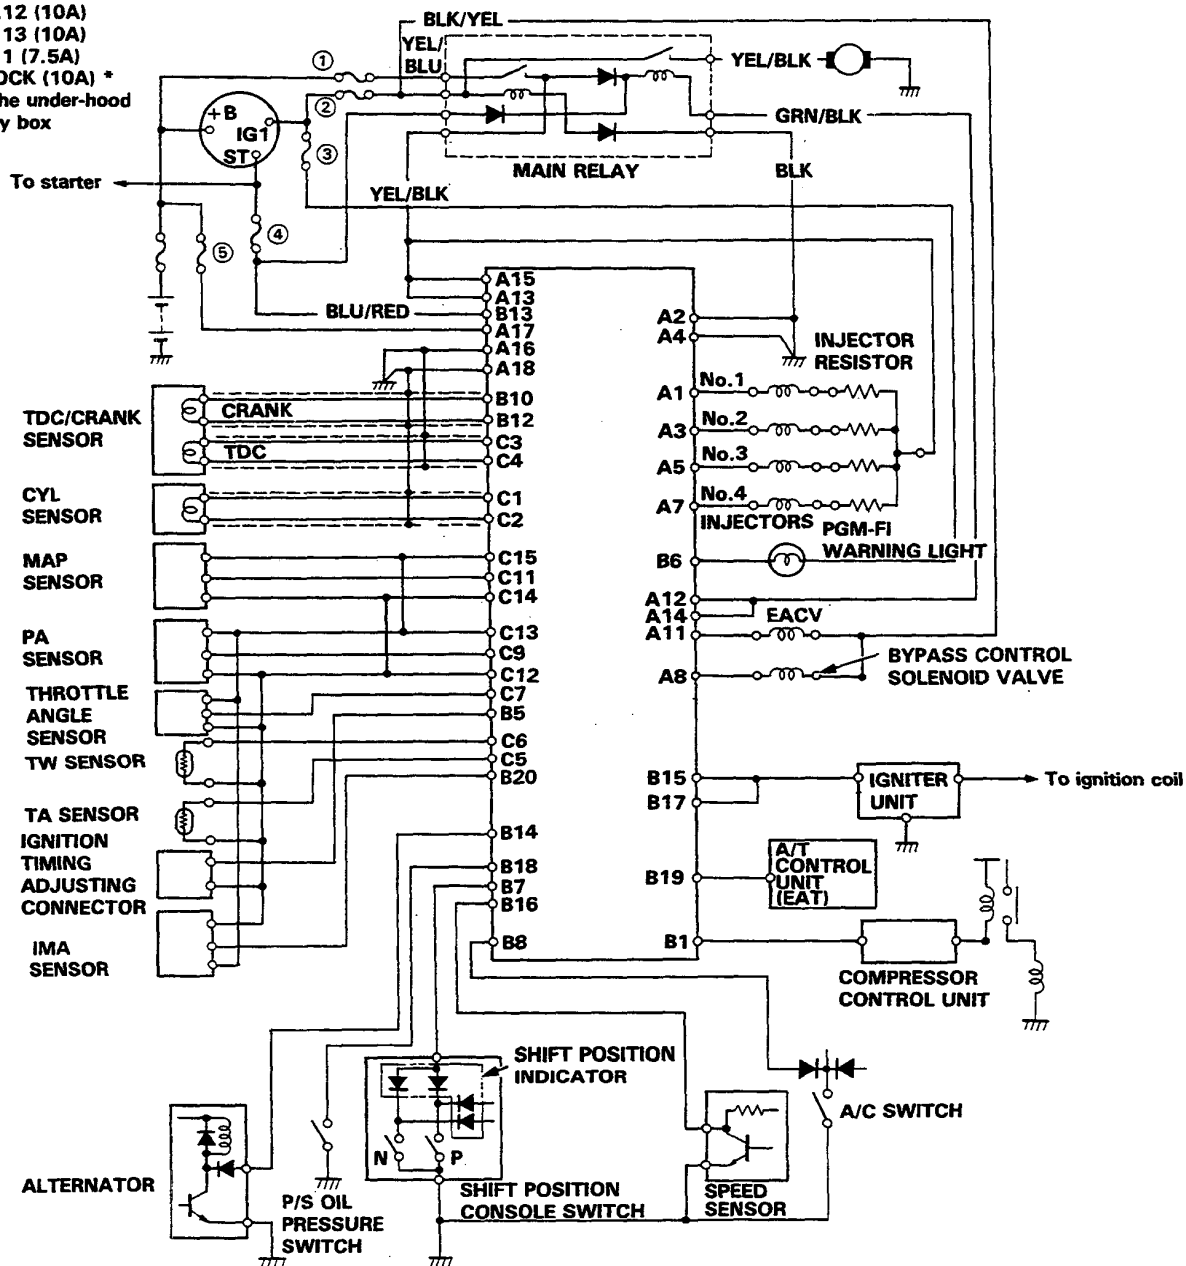 .12 (10A)
13 (10A)
1 (7.5A)
OCK (10A) *
he under-hood
y box
BLK/YEL
YEL/
BLU
①
②
YEL/BLK
+B
IG1
ST
③
GRN/BLK
MAIN RELAY
BLK
To starter
YEL/BLK
④
⑤
BLU/RED
A15
A13
B13
A17
A16
A18
B10
B12
C3
C4
C1
C2
C15
C11
C14
C13
C9
C12
C7
B5
C6
C5
B20
B14
B18
B7
B16
B8
A2
A4
A1
A3
A5
A7
B6
A12
A14
A11
A8
B15
B17
B19
B1
INJECTOR
RESISTOR
No.1
No.2
No.3
No.4
INJECTORS
PGM-FI
WARNING LIGHT
EACV
BYPASS CONTROL
SOLENOID VALVE
IGNITER
UNIT
To ignition coil
A/T
CONTROL
UNIT
(EAT)
COMPRESSOR
CONTROL UNIT
TDC/CRANK
SENSOR
CRANK
TDC
CYL
SENSOR
MAP
SENSOR
PA
SENSOR
THROTTLE
ANGLE
SENSOR
TW SENSOR
TA SENSOR
IGNITION
TIMING
ADJUSTING
CONNECTOR
IMA
SENSOR
SHIFT POSITION
INDICATOR
N
P
A/C SWITCH
ALTERNATOR
P/S OIL
PRESSURE
SWITCH
SHIFT POSITION
CONSOLE SWITCH
SPEED
SENSOR